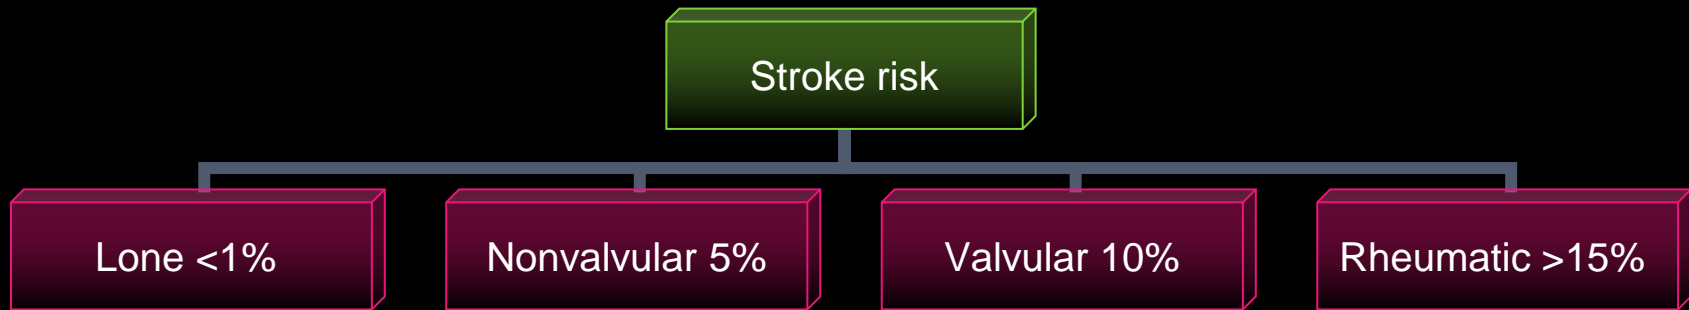 Stroke risk
Lone <1%
Nonvalvular 5%
Valvular 10%
Rheumatic >15%